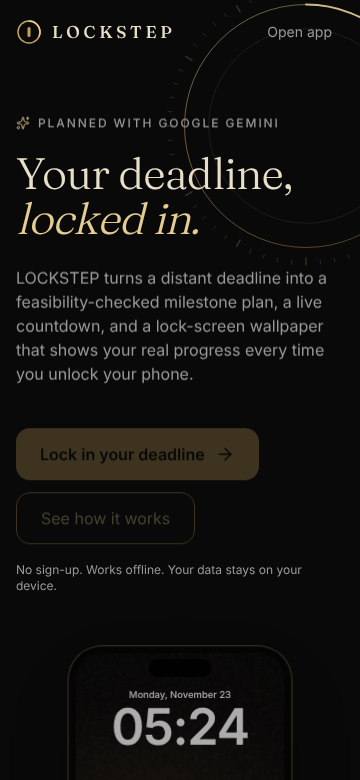 LOCKSTEP
Open app
PLANNED WITH GOOGLE GEMINI
Your deadline,
locked in.
LOCKSTEP turns a distant deadline into a
feasibility-checked milestone plan, a live
countdown, and a lock-screen wallpaper
that shows your real progress every time
you unlock your phone.
Lock in your deadline →
See how it works
No sign-up. Works offline. Your data stays on your
device.
Monday, November 23
05:24